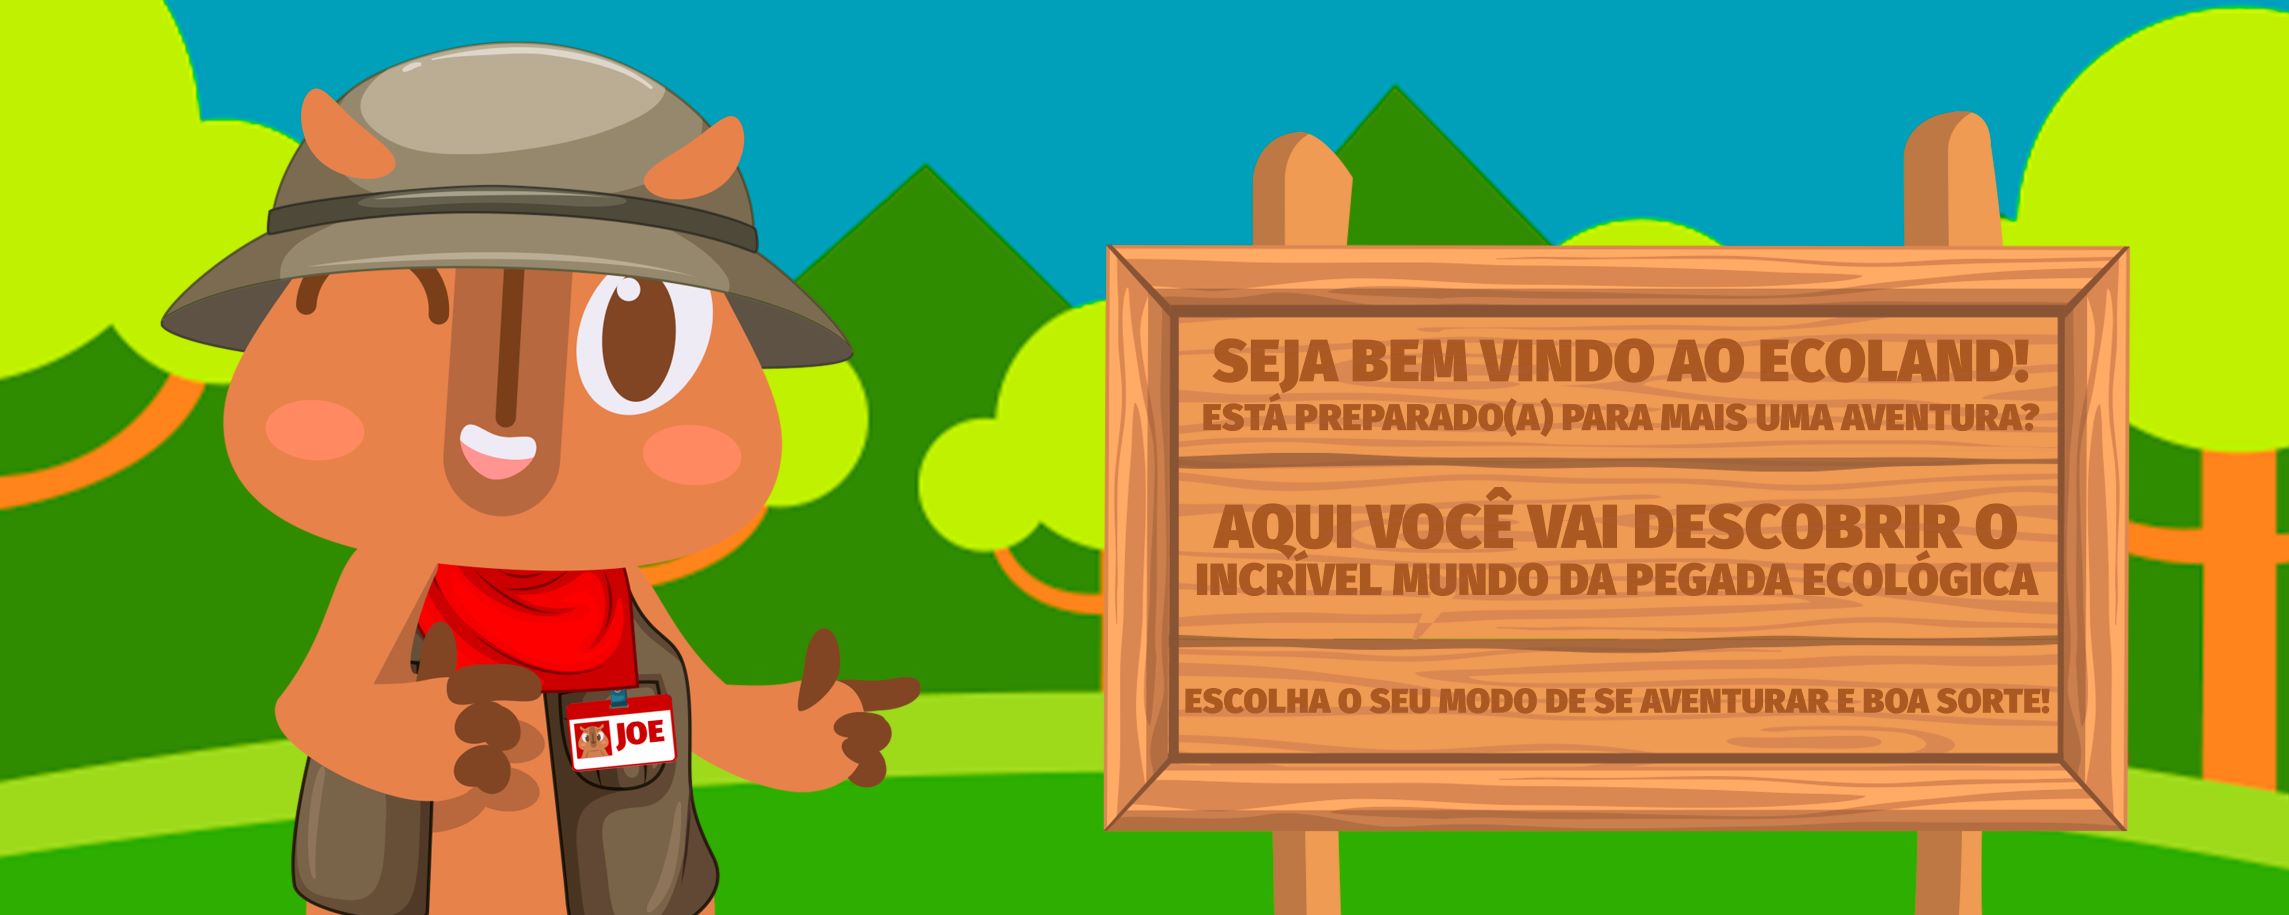 JOE
SEJA BEM VINDO AO ECOLAND!
ESTÁ PREPARADO(A) PARA MAIS UMA AVENTURA?
AQUI VOCÊ VAI DESCOBRIR O
INCRÍVEL MUNDO DA PEGADA ECOLÓGICA
ESCOLHA O SEU MODO DE SE AVENTURAR E BOA SORTE!